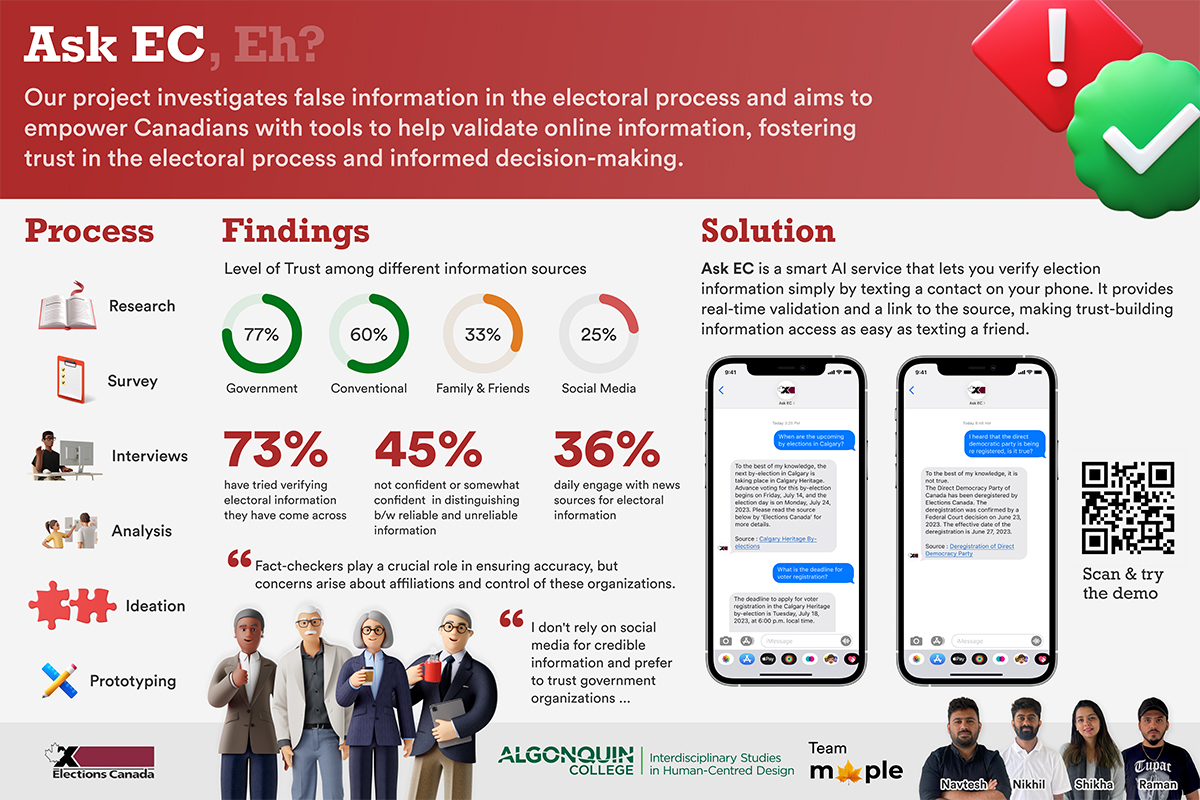 Ask EC, Eh?
Our project investigates false information in the electoral process and aims to
empower Canadians with tools to help validate online information, fostering
trust in the electoral process and informed decision-making.
Process
Research
Survey
Interviews
Analysis
Ideation
Prototyping
Findings
Level of Trust among different information sources
77%
60%
33%
25%
Government
Conventional
Family & Friends
Social Media
73%
have tried verifying
electoral information
they have come across
45%
not confident or somewhat
confident in distinguishing
b/w reliable and unreliable
information
36%
daily engage with news
sources for electoral
information
“ Fact-checkers play a crucial role in ensuring accuracy, but
concerns arise about affiliations and control of these organizations.
“ I don't rely on social
media for credible
information and prefer
to trust government
organizations ...
Solution
Ask EC is a smart AI service that lets you verify election
information simply by texting a contact on your phone. It provides
real-time validation and a link to the source, making trust-building
information access as easy as texting a friend.
9:41
Ask EC
Today 5:25 PM
When are the upcoming
by elections in Calgary?
To the best of my knowledge, the
next by-election in Calgary is
taking place in Calgary Heritage.
Advance voting for this by-election
begins on Friday, July 14, and the
election day is on Monday, July 24,
2023. Please read the source
below by 'Elections Canada' for
more details.
Source : Calgary Heritage By-
elections
What is the deadline for
voter registration?
The deadline to apply for voter
registration in the Calgary Heritage
by-election is Tuesday, July 18,
2023, at 6:00 p.m. local time.
iMessage
Pay
9:41
Ask EC
Today 8:48 AM
I heard that the direct
democratic party is being
re registered, is it true?
To the best of my knowledge, it is
not true.
The Direct Democracy Party of
Canada has been deregistered by
Elections Canada. The
deregistration was confirmed by a
Federal Court decision on June 23,
2023. The effective date of the
deregistration is June 27, 2023.
Source : Deregistration of Direct
Democracy Party
iMessage
Pay
Scan & try
the demo
Elections Canada
ALGONQUIN
COLLEGE
Interdisciplinary Studies
in Human-Centred Design
Team
maple
Navtesh
Nikhil
Shikha
Tupac
Raman